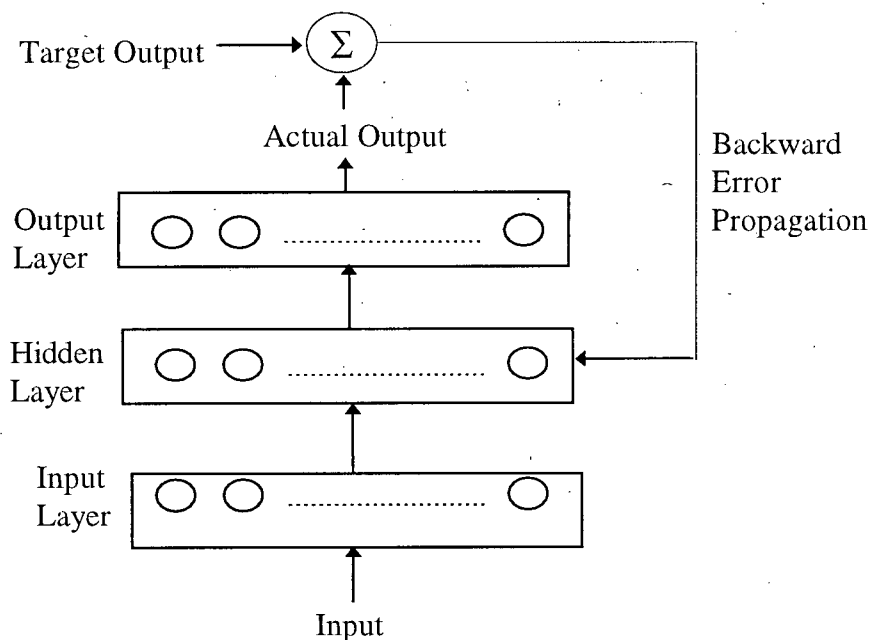 Target Output
Σ
Actual Output
Backward
Error
Propagation
Output
Layer
Hidden
Layer
Input
Layer
Input